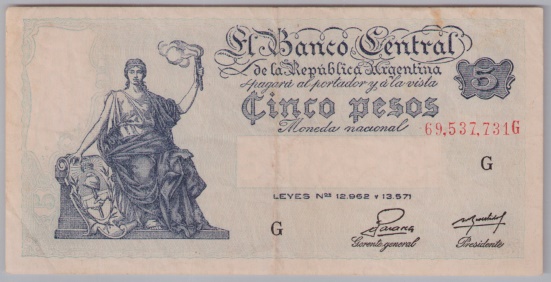 El Banco Central
de la República Argentina
5
pagará al portador y á la vista
Cinco pesos
Moneda nacional
69.537.731G
G
LEYES Nos 12.962 Y 13.571
G
Gerente general
Presidente